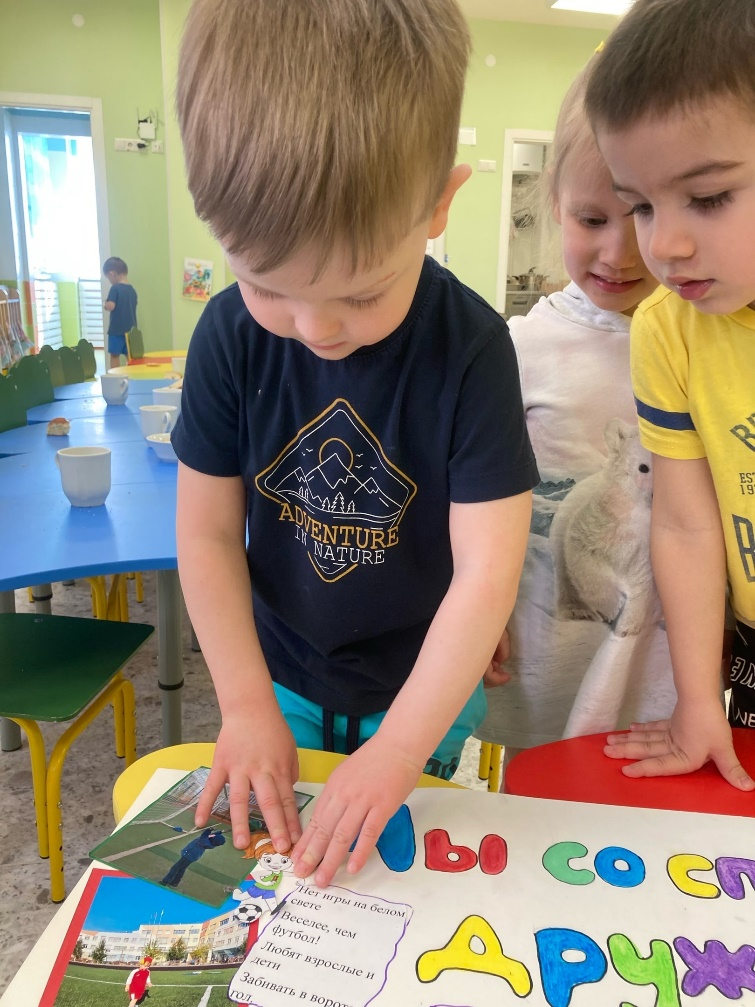 ADVENTURE
IN NATURE
Мы со сп
друж
Нет игры на белом
свете
Веселее, чем
футбол!
Любят взрослые и
дети
Забивать в ворота
гол.